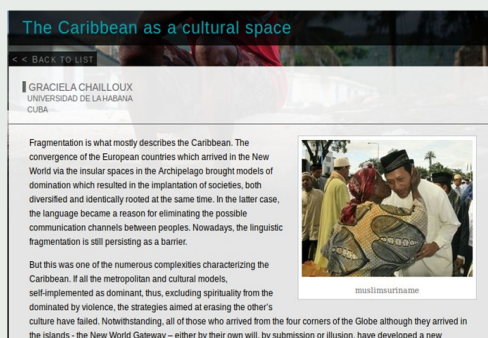 The Caribbean as a cultural space
< < BACK TO LIST
GRACIELA CHAILLOUX
UNIVERSIDAD DE LA HABANA
CUBA
Fragmentation is what mostly describes the Caribbean. The
convergence of the European countries which arrived in the New
World via the insular spaces in the Archipelago brought models of
domination which resulted in the implantation of societies, both
diversified and identically rooted at the same time. In the latter case,
the language became a reason for eliminating the possible
communication channels between peoples. Nowadays, the linguistic
fragmentation is still persisting as a barrier.
muslimsuriname
But this was one of the numerous complexities characterizing the
Caribbean. If all the metropolitan and cultural models,
self-implemented as dominant, thus, excluding spirituality from the
dominated by violence, the strategies aimed at erasing the other's
culture have failed. Notwithstanding, all of those who arrived from the four corners of the Globe although they arrived in
the islands - the New World Gateway – either by their own will, by submission or illusion, have developed a new